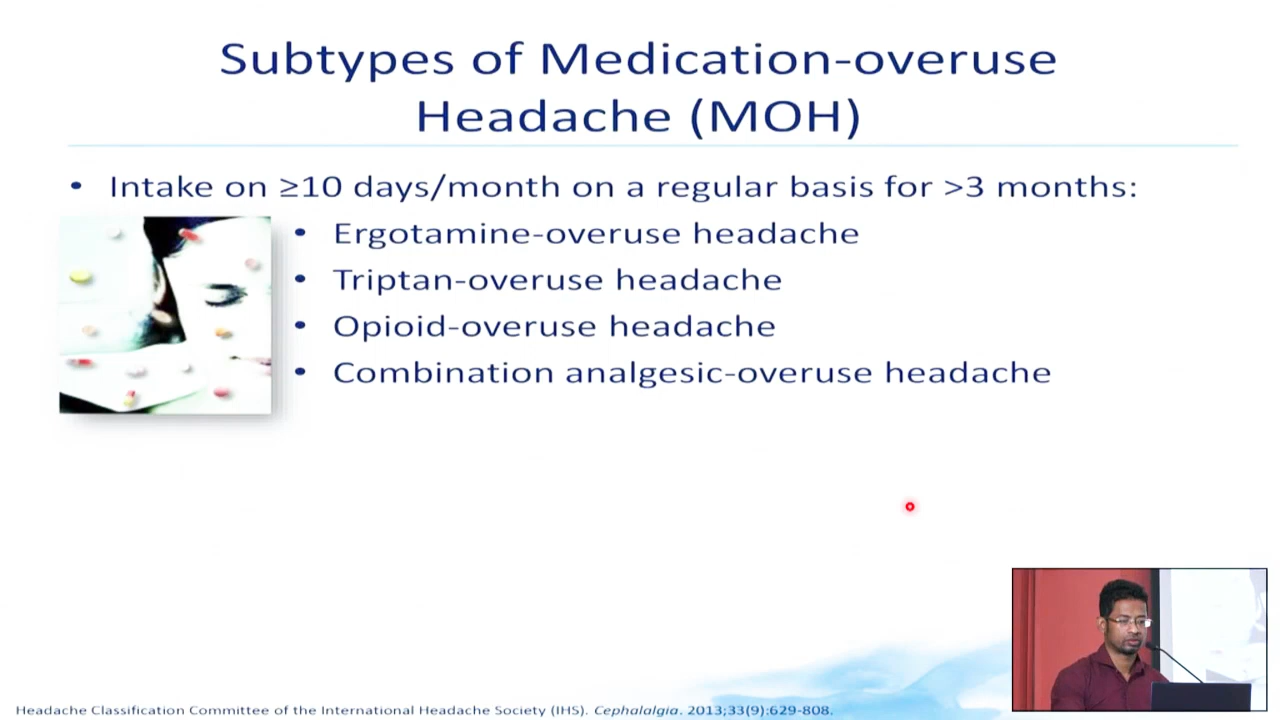 Subtypes of Medication-overuse
Headache (MOH)
• Intake on ≥10 days/month on a regular basis for >3 months:
• Ergotamine-overuse headache
• Triptan-overuse headache
• Opioid-overuse headache
• Combination analgesic-overuse headache
Headache Classification Committee of the International Headache Society (IHS). Cephalalgia. 2013;33(9):629-808.